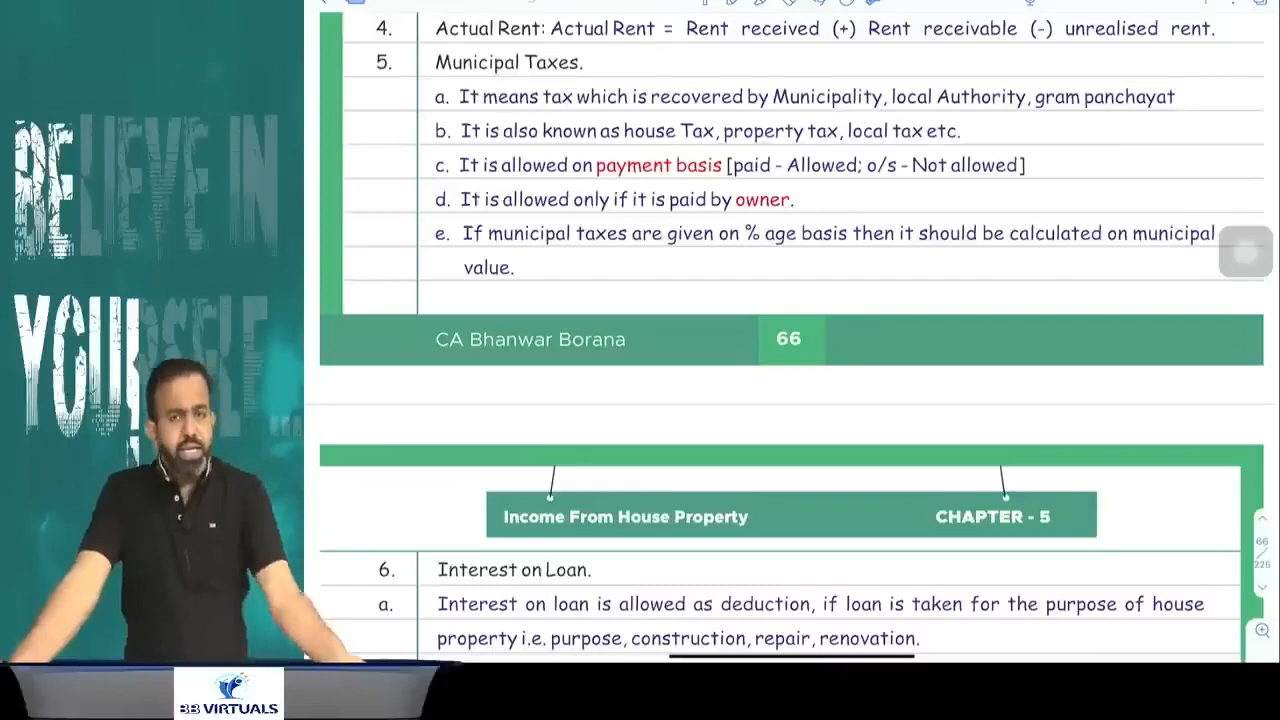 BELIEVE IN
YOURSELF...
4. Actual Rent: Actual Rent = Rent received (+) Rent receivable (-) unrealised rent.
5. Municipal Taxes.
a. It means tax which is recovered by Municipality, local Authority, gram panchayat
b. It is also known as house Tax, property tax, local tax etc.
c. It is allowed on payment basis [paid - Allowed; o/s - Not allowed]
d. It is allowed only if it is paid by owner.
e. If municipal taxes are given on % age basis then it should be calculated on municipal
value.
CA Bhanwar Borana 66
Income From House Property CHAPTER - 5
6. Interest on Loan.
a. Interest on loan is allowed as deduction, if loan is taken for the purpose of house
property i.e. purpose, construction, repair, renovation.
66
/
225
BB VIRTUALS